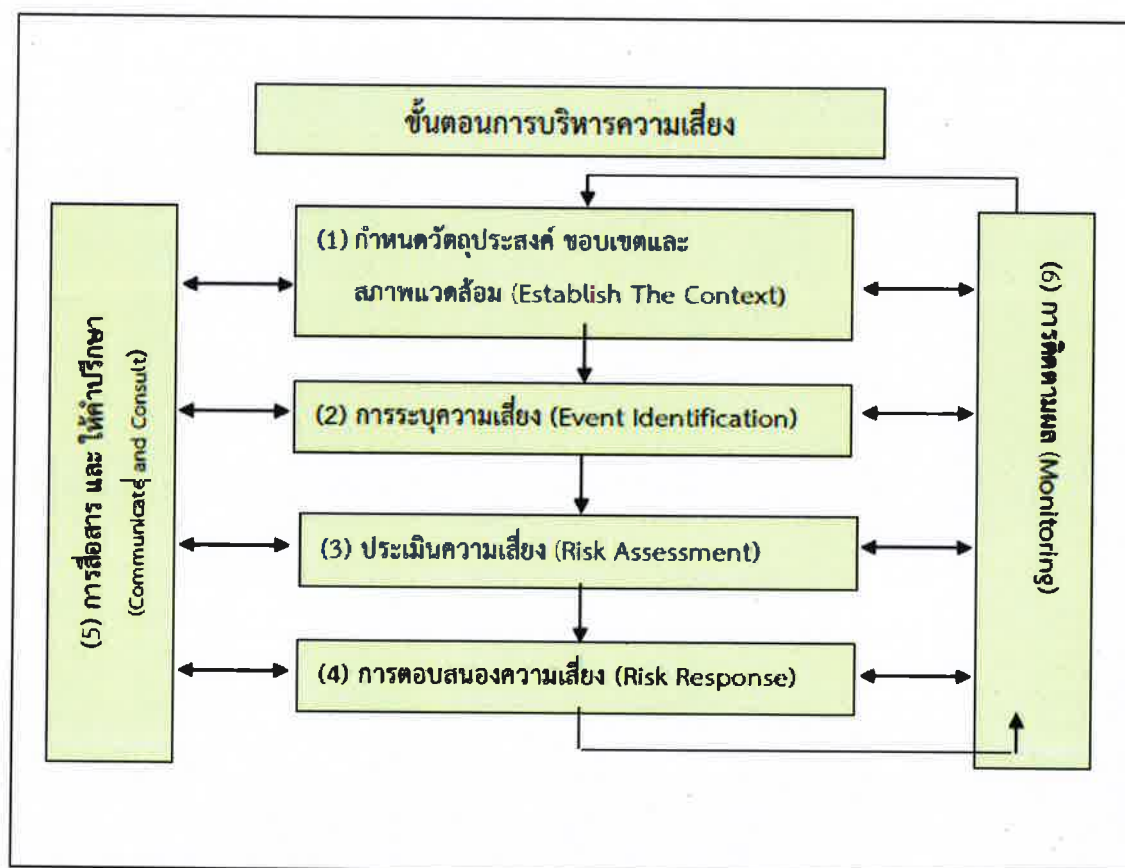 ขั้นตอนการบริหารความเสี่ยง
(1) กำหนดวัตถุประสงค์ ขอบเขตและ
สภาพแวดล้อม (Establish The Context)
(2) การระบุความเสี่ยง (Event Identification)
(3) ประเมินความเสี่ยง (Risk Assessment)
(4) การตอบสนองความเสี่ยง (Risk Response)
(5) การสื่อสาร และ ให้คำปรึกษา
(Communicate and Consult)
(6) การติดตามผล (Monitoring)